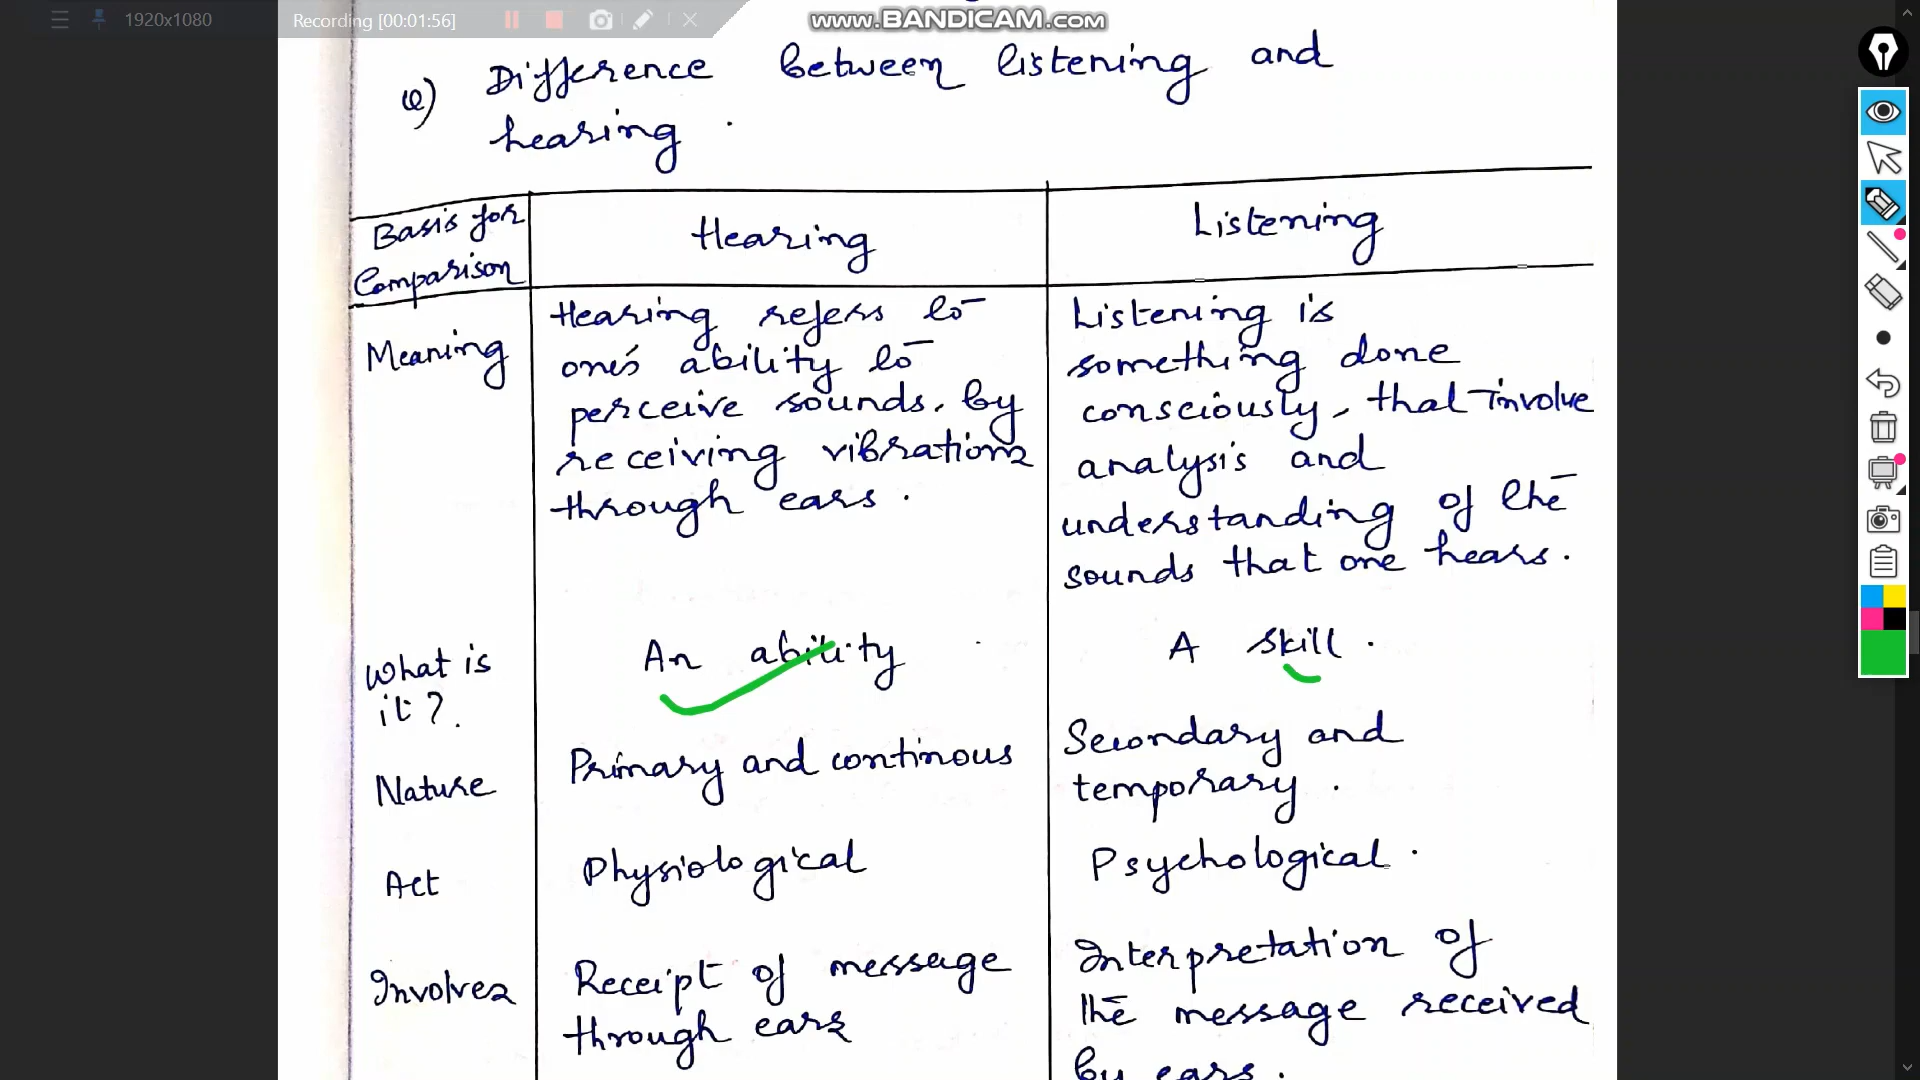 1920x1080
Recording [00:01:56]
www.BANDICAM.com
e) Difference between listening and
hearing.
Basis for
Comparison
Hearing
Listening
Meaning
Hearing refers to
one's ability to
perceive sounds, by
receiving vibrations
through ears.
Listening is
something done
consciously, that involve
analysis and
understanding of the
sounds that one hears.
What is
it?.
An ability
A skill.
Nature
Primary and continous
Secondary and
temporary.
Act
Physiological
Psychological.
Involves
Receipt of message
through ears
Interpretation of
the message received
by ears.